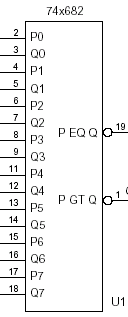 74x682
2 P0
3 Q0
4 P1
5 Q1
6 P2
7 Q2
8 P3
9 Q3
11 P4
12 Q4
13 P5
14 Q5
15 P6
16 Q6
17 P7
18 Q7
P EQ Q 19
P GT Q 1
U1